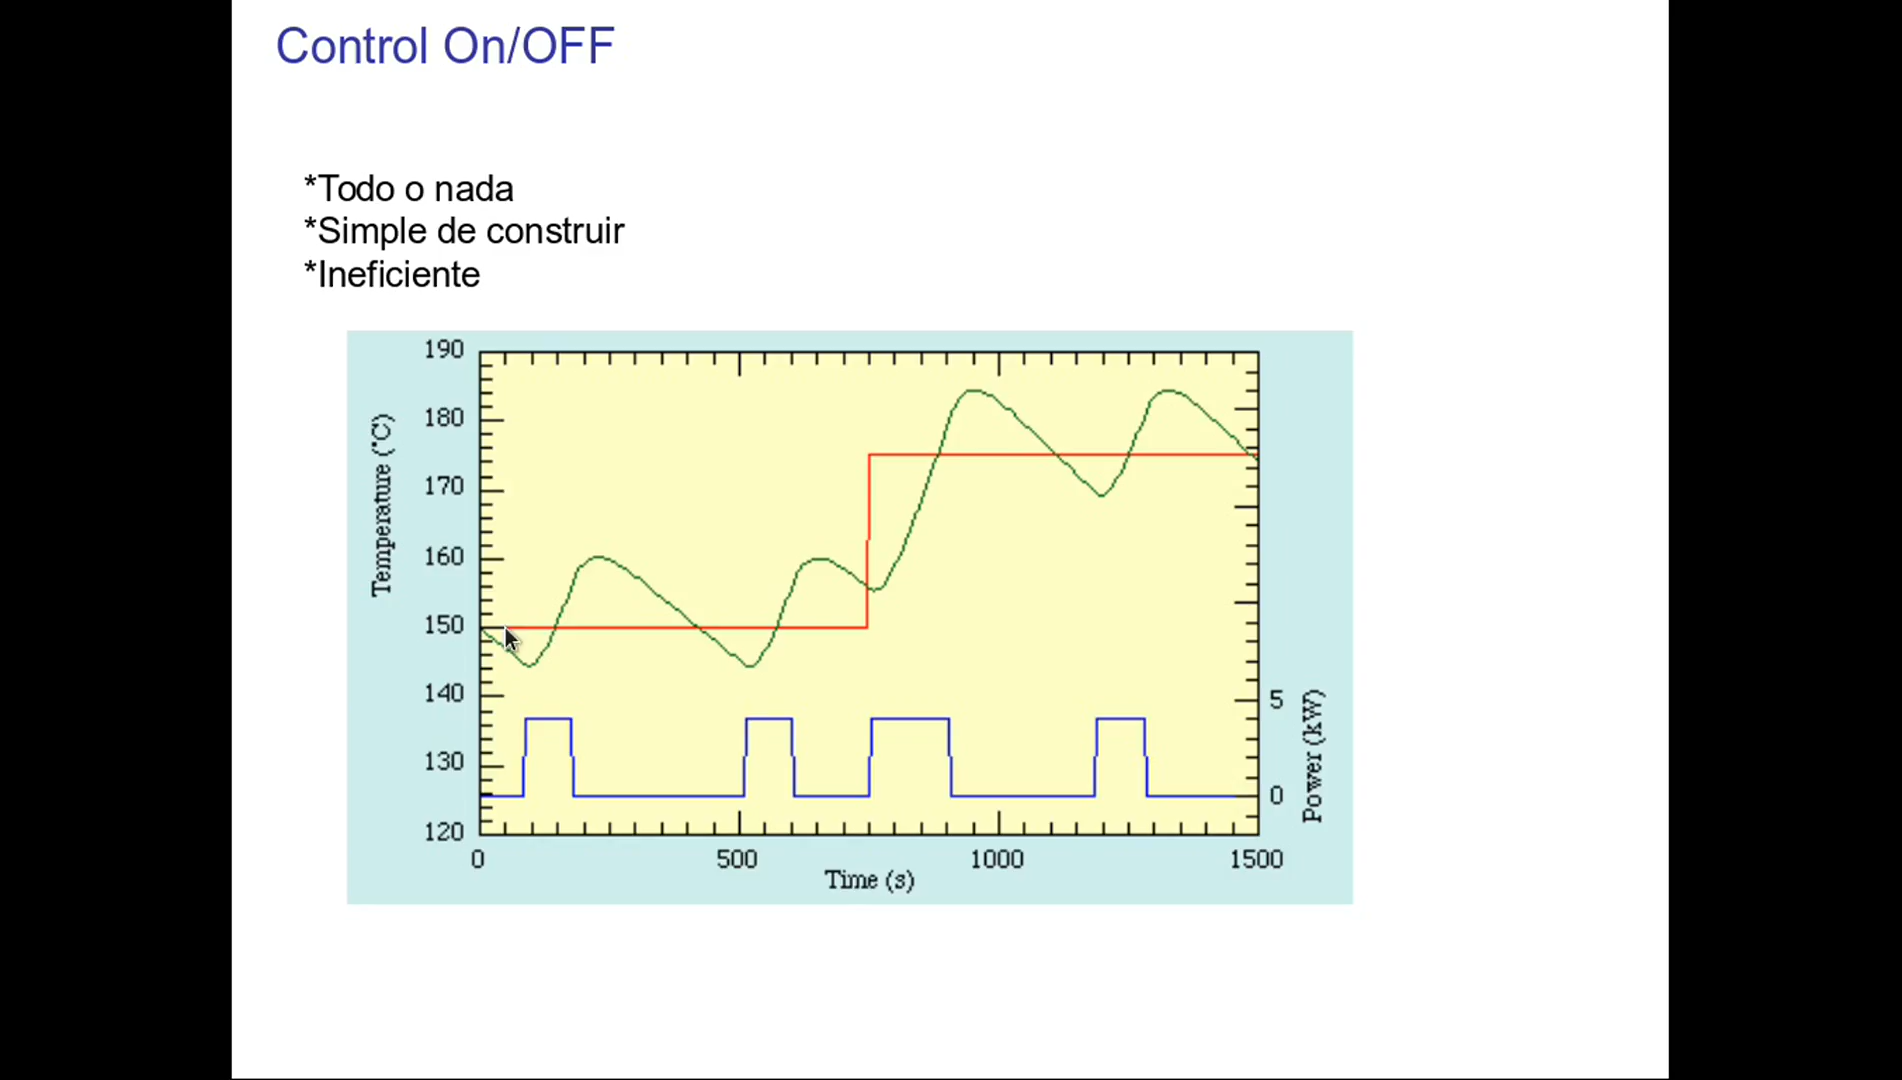 Control On/OFF
*Todo o nada
*Simple de construir
*Ineficiente
190
180
170
160
150
140
130
120
Temperature (°C)
5
0
Power (kW)
0 500 1000 1500
Time (s)